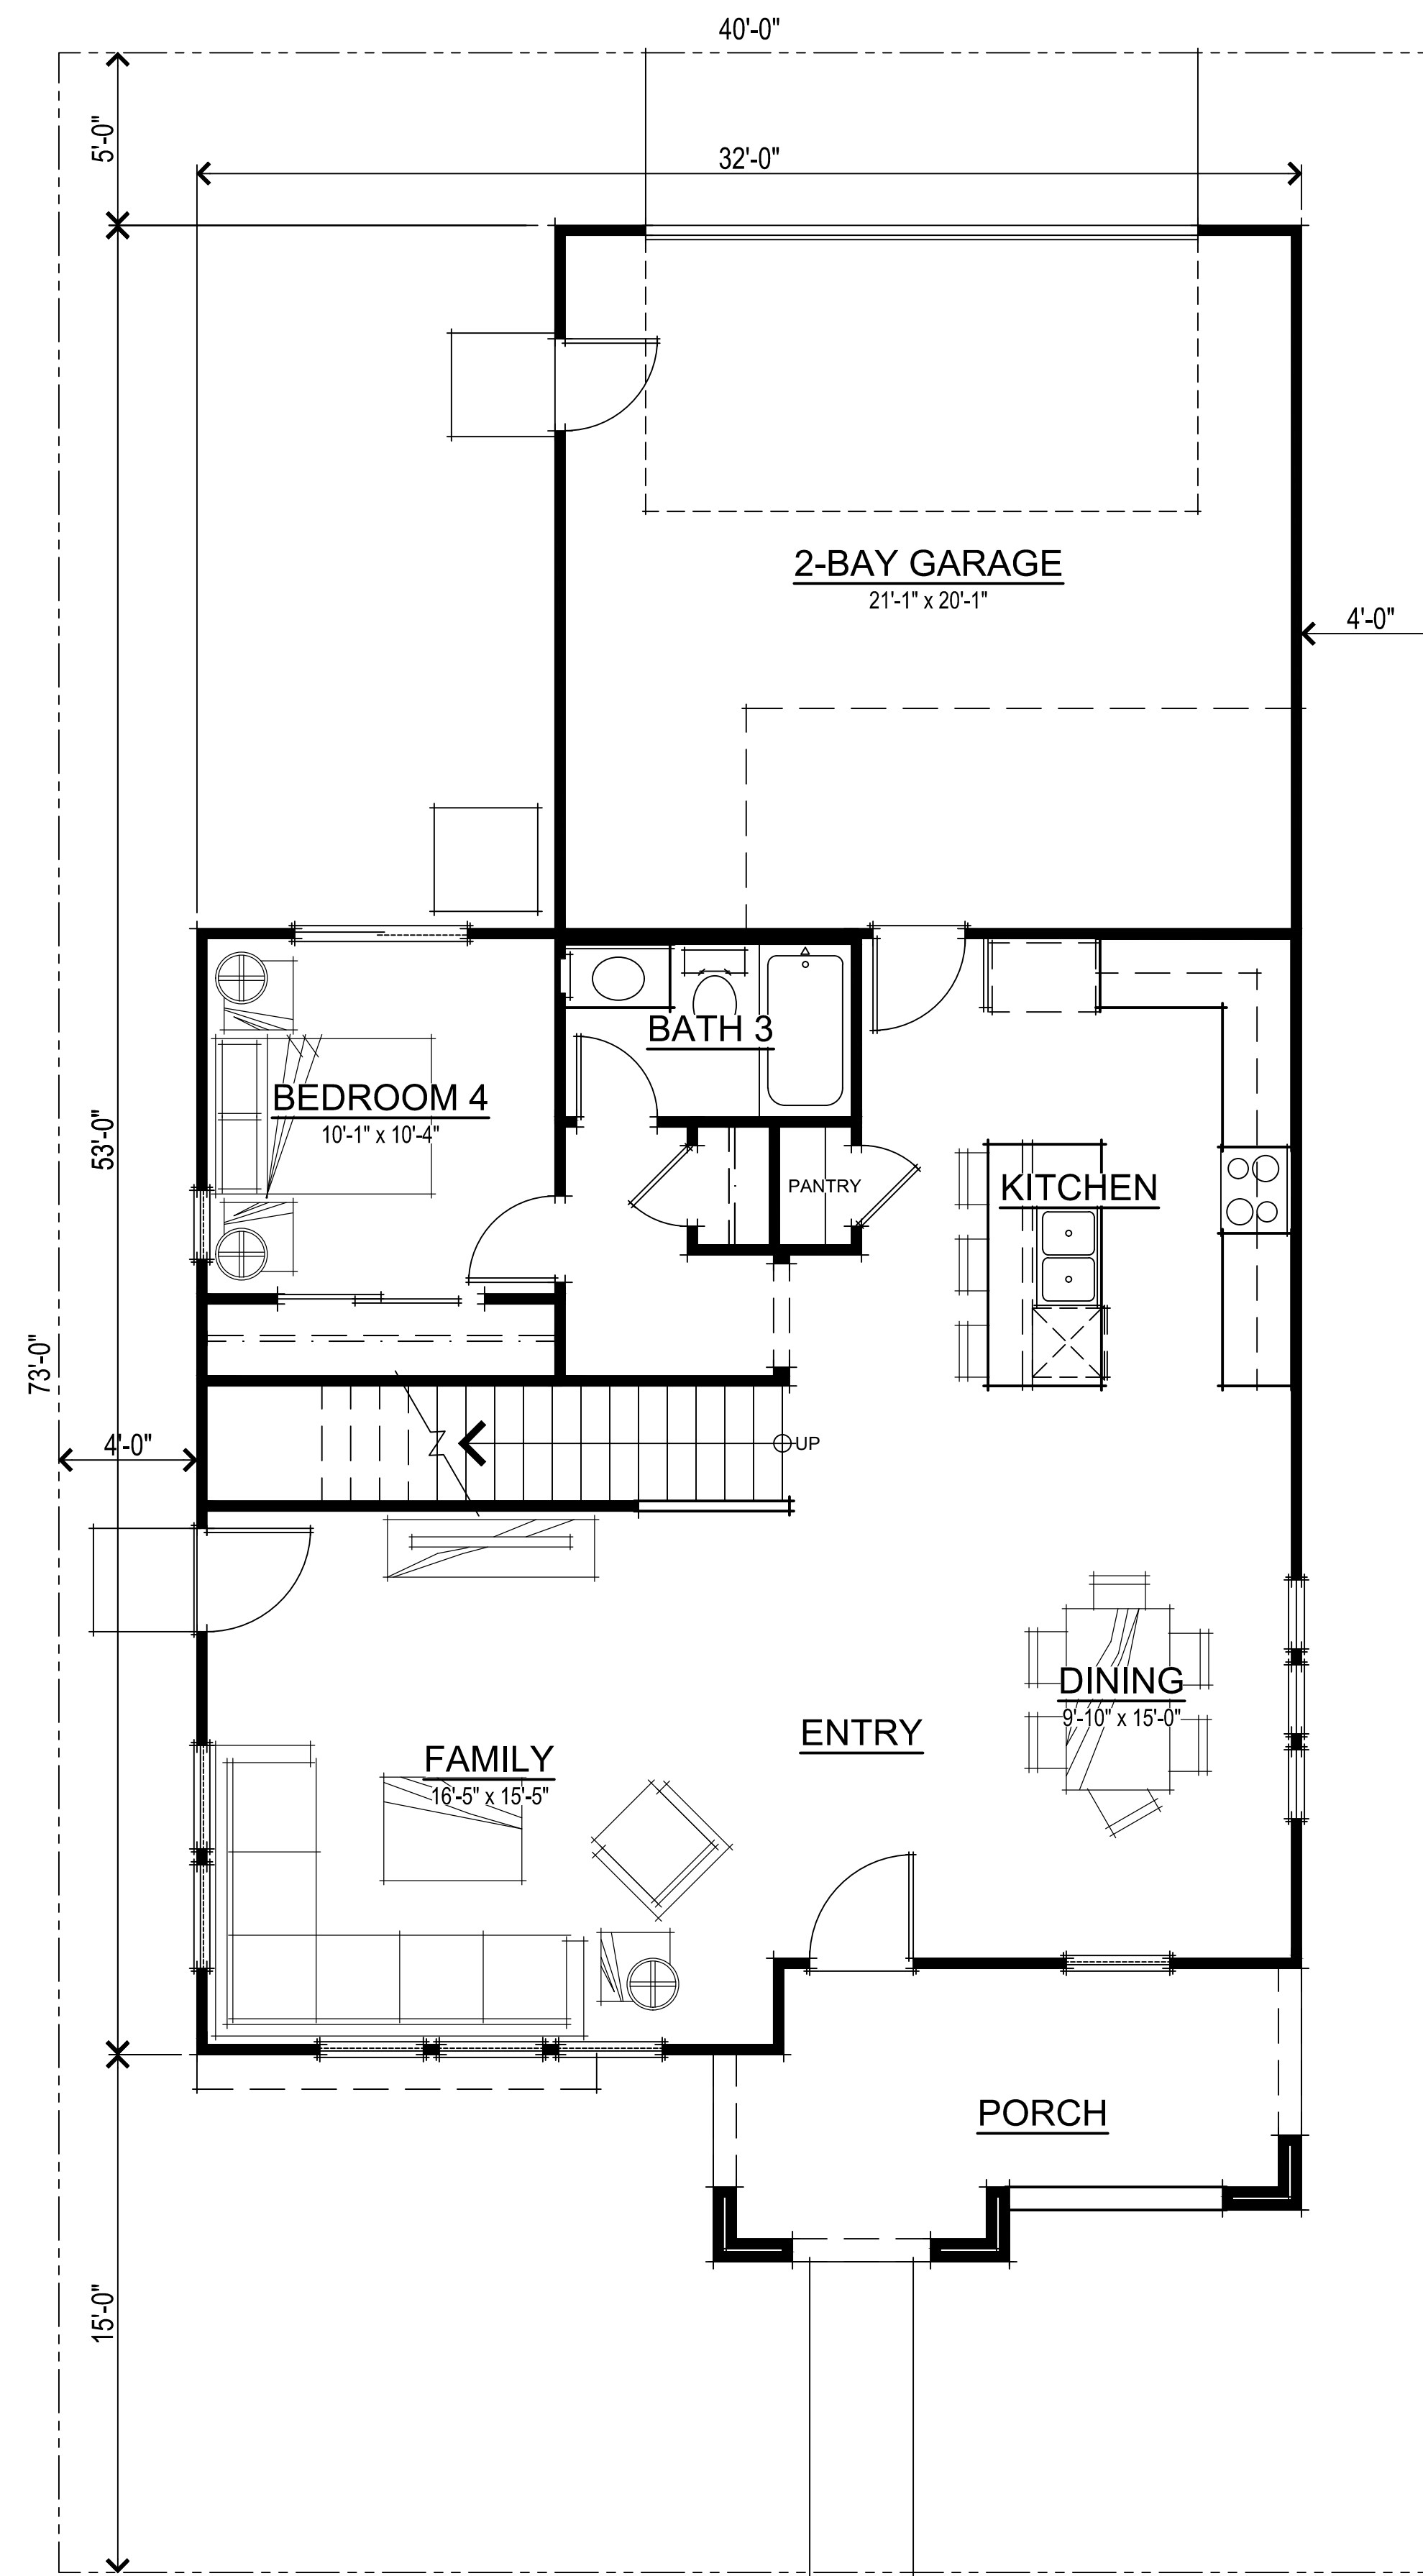 40'-0"
5'-0"
32'-0"
2-BAY GARAGE
21'-1" x 20'-1"
4'-0"
BATH 3
BEDROOM 4
10'-1" x 10'-4"
53'-0"
PANTRY
KITCHEN
73'-0"
4'-0"
UP
DINING
9'-10" x 15'-0"
ENTRY
FAMILY
16'-5" x 15'-5"
PORCH
15'-0"